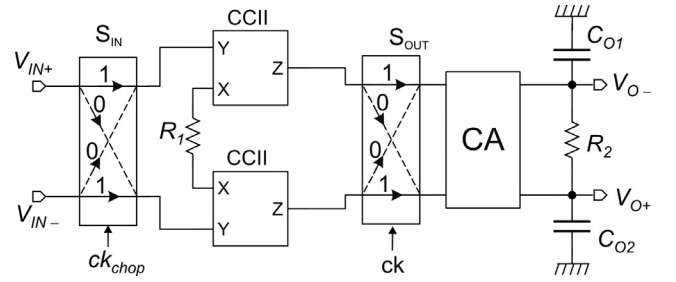 CCII
S_IN
Y
X
Z
V_IN+
1
0
0
1
V_IN−
ck_chop
R_1
CCII
X
Y
Z
S_OUT
1
0
0
1
ck
CA
C_O1
V_O−
R_2
V_O+
C_O2